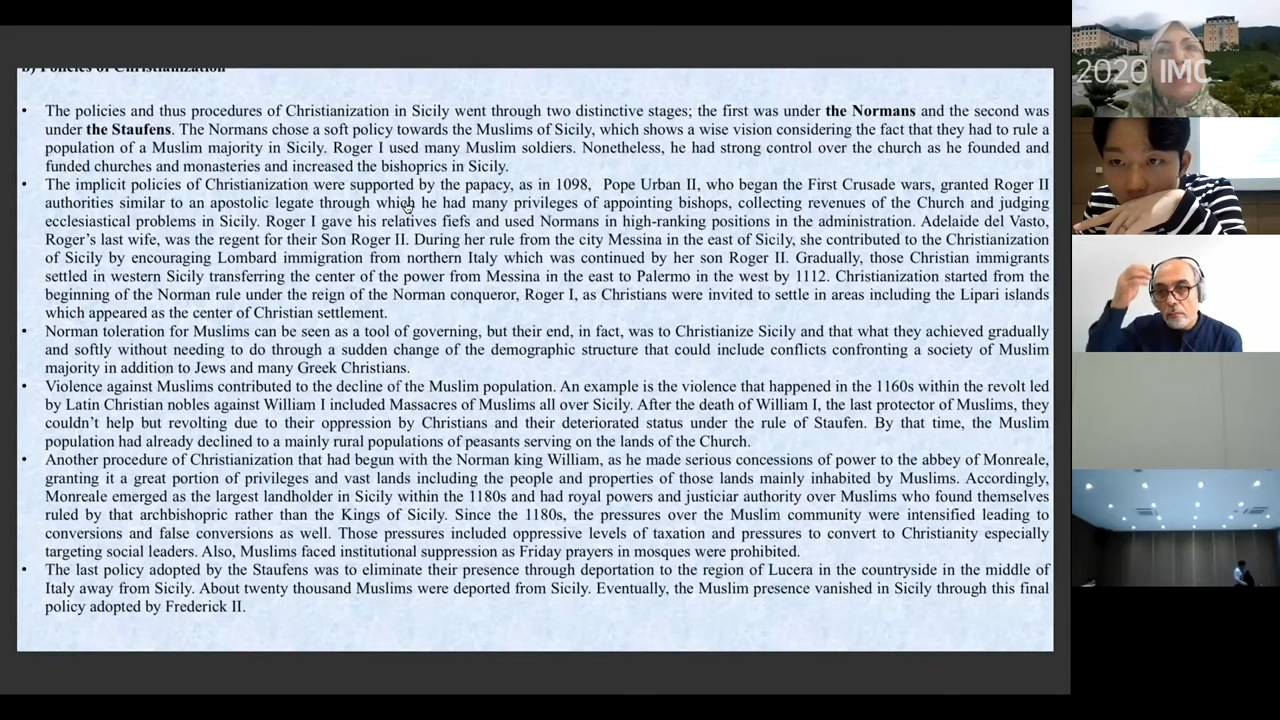 b) Policies of Christianization
• The policies and thus procedures of Christianization in Sicily went through two distinctive stages; the first was under the Normans and the second was
under the Staufens. The Normans chose a soft policy towards the Muslims of Sicily, which shows a wise vision considering the fact that they had to rule a
population of a Muslim majority in Sicily. Roger I used many Muslim soldiers. Nonetheless, he had strong control over the church as he founded and
funded churches and monasteries and increased the bishoprics in Sicily.
• The implicit policies of Christianization were supported by the papacy, as in 1098, Pope Urban II, who began the First Crusade wars, granted Roger II
authorities similar to an apostolic legate through which he had many privileges of appointing bishops, collecting revenues of the Church and judging
ecclesiastical problems in Sicily. Roger I gave his relatives fiefs and used Normans in high-ranking positions in the administration. Adelaide del Vasto,
Roger's last wife, was the regent for their Son Roger II. During her rule from the city Messina in the east of Sicily, she contributed to the Christianization
of Sicily by encouraging Lombard immigration from northern Italy which was continued by her son Roger II. Gradually, those Christian immigrants
settled in western Sicily transferring the center of the power from Messina in the east to Palermo in the west by 1112. Christianization started from the
beginning of the Norman rule under the reign of the Norman conqueror, Roger I, as Christians were invited to settle in areas including the Lipari islands
which appeared as the center of Christian settlement.
• Norman toleration for Muslims can be seen as a tool of governing, but their end, in fact, was to Christianize Sicily and that what they achieved gradually
and softly without needing to do through a sudden change of the demographic structure that could include conflicts confronting a society of Muslim
majority in addition to Jews and many Greek Christians.
• Violence against Muslims contributed to the decline of the Muslim population. An example is the violence that happened in the 1160s within the revolt led
by Latin Christian nobles against William I included Massacres of Muslims all over Sicily. After the death of William I, the last protector of Muslims, they
couldn't help but revolting due to their oppression by Christians and their deteriorated status under the rule of Staufen. By that time, the Muslim
population had already declined to a mainly rural populations of peasants serving on the lands of the Church.
• Another procedure of Christianization that had begun with the Norman king William, as he made serious concessions of power to the abbey of Monreale,
granting it a great portion of privileges and vast lands including the people and properties of those lands mainly inhabited by Muslims. Accordingly,
Monreale emerged as the largest landholder in Sicily within the 1180s and had royal powers and justiciar authority over Muslims who found themselves
ruled by that archbishopric rather than the Kings of Sicily. Since the 1180s, the pressures over the Muslim community were intensified leading to
conversions and false conversions as well. Those pressures included oppressive levels of taxation and pressures to convert to Christianity especially
targeting social leaders. Also, Muslims faced institutional suppression as Friday prayers in mosques were prohibited.
• The last policy adopted by the Staufens was to eliminate their presence through deportation to the region of Lucera in the countryside in the middle of
Italy away from Sicily. About twenty thousand Muslims were deported from Sicily. Eventually, the Muslim presence vanished in Sicily through this final
policy adopted by Frederick II.
2020 IMC